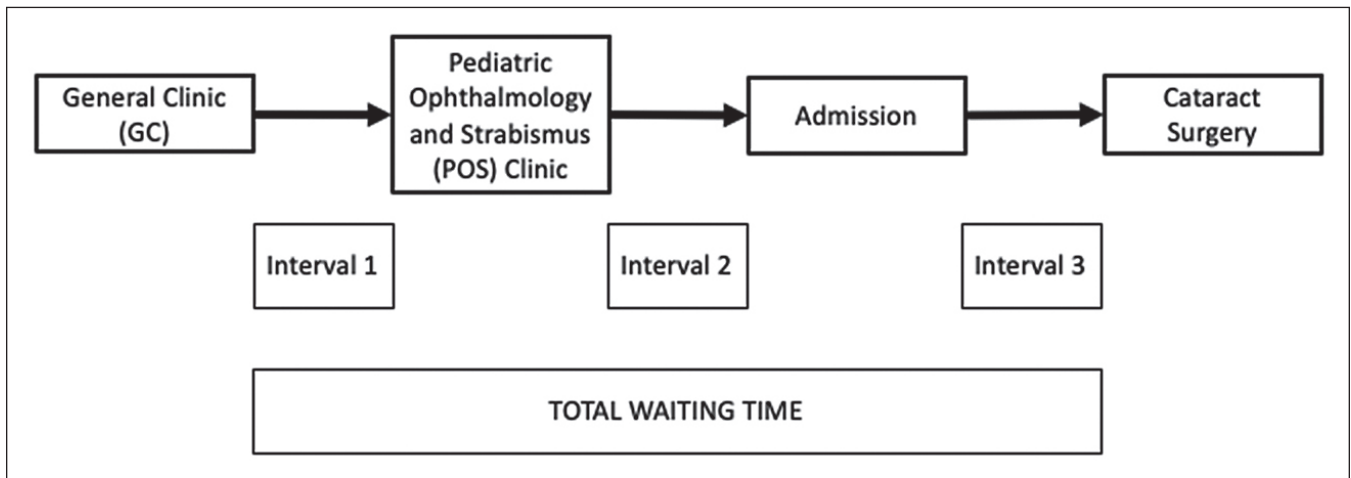 General Clinic
(GC)
Pediatric
Ophthalmology
and Strabismus
(POS) Clinic
Admission
Cataract
Surgery
Interval 1
Interval 2
Interval 3
TOTAL WAITING TIME